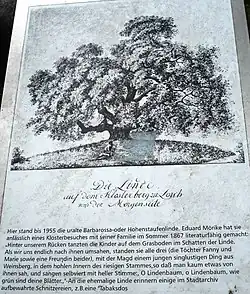 Die Linde
auf dem Klosterberg zu Lorch
von der Morgenseite
Hier stand bis 1955 die uralte Barbarossa-oder Hohenstaufenlinde. Eduard Mörike hat sie
anlässlich eines Klosterbesuches mit seiner Familie im Sommer 1867 literaturfähig gemacht:
„Hinter unserem Rücken tanzten die Kinder auf dem Grasboden im Schatten der Linde.
Als wir uns endlich nach ihnen umsahen, standen sie alle drei (die Töchter Fanny und
Marie sowie eine Freundin beider), mit der Magd einem jungen singlustigen Ding aus
Weinsberg, in dem hohlen Innern des riesigen Stammes, so daß man kaum etwas von
ihnen sah, und sangen selbviert mit heller Stimme: „O Lindenbaum, o Lindenbaum, wie
grün sind deine Blätter.“-An die ehemalige Linde erinnern einige im Stadtarchiv
aufbewahrte Schnitzereien, z.B.eine "Tabaksdos